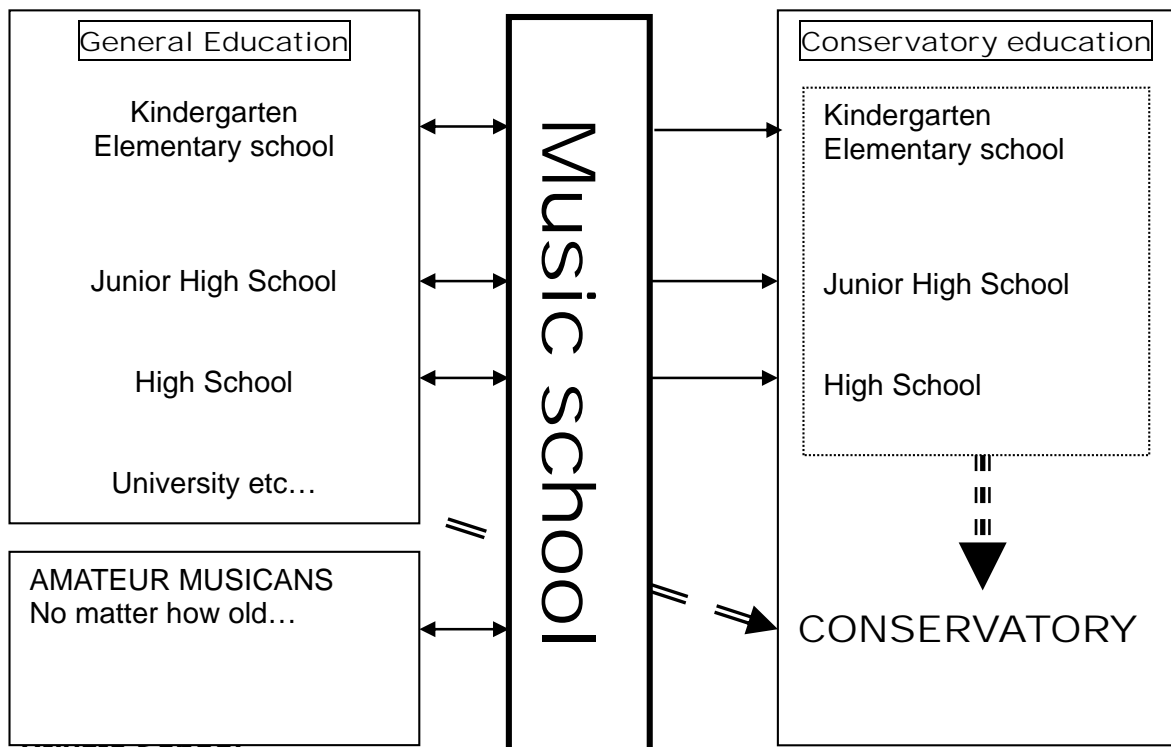 General Education
Kindergarten
Elementary school
Junior High School
High School
University etc…
AMATEUR MUSICANS
No matter how old…
Music school
Conservatory education
Kindergarten
Elementary school
Junior High School
High School
CONSERVATORY